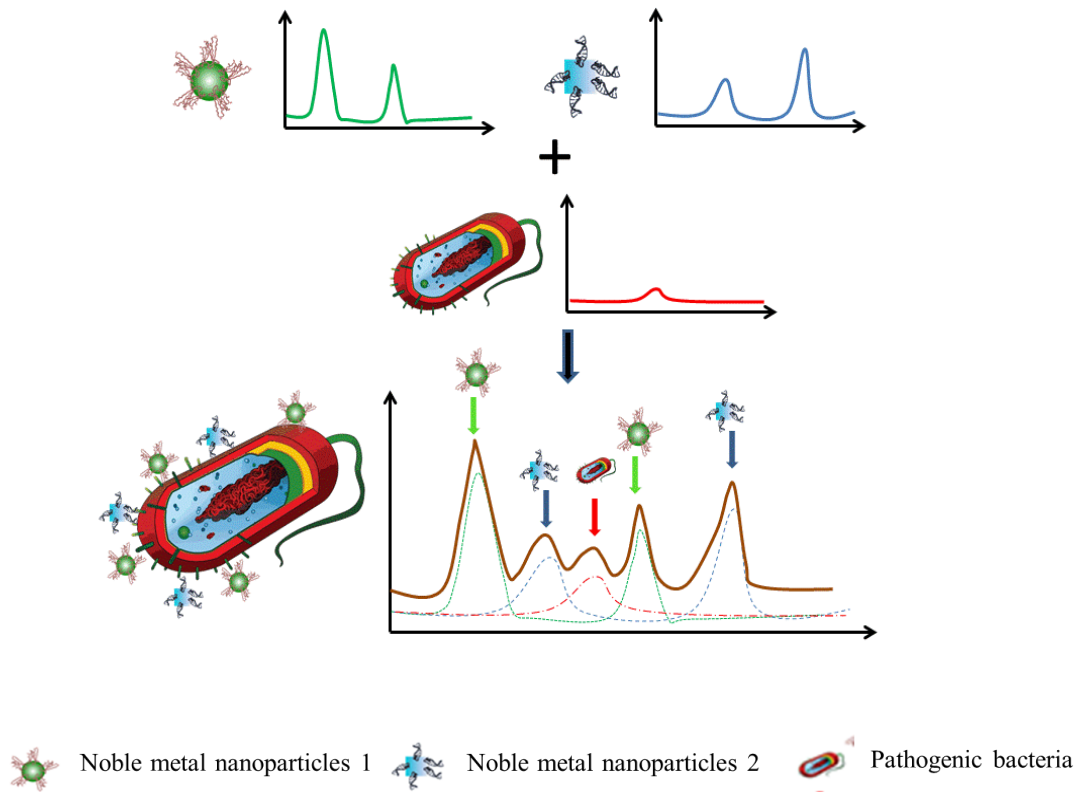 Noble metal nanoparticles 1
Noble metal nanoparticles 2
Pathogenic bacteria